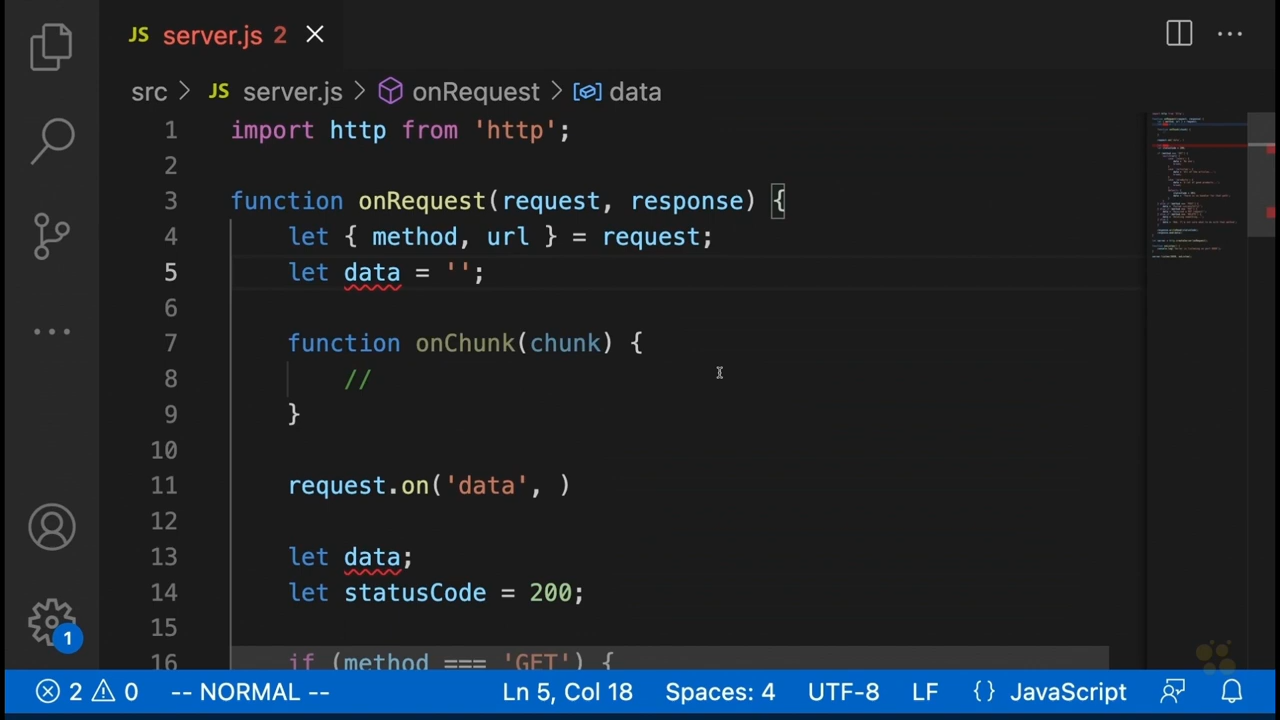 JS server.js 2
src > JS server.js > onRequest > data
1 import http from 'http';
2
3 function onRequest(request, response) {
4 let { method, url } = request;
5 let data = '';
6
7 function onChunk(chunk) {
8 //
9 }
10
11 request.on('data', )
12
13 let data;
14 let statusCode = 200;
15
16 if (method === 'GET') {
1
2 0 -- NORMAL -- Ln 5, Col 18 Spaces: 4 UTF-8 LF {} JavaScript